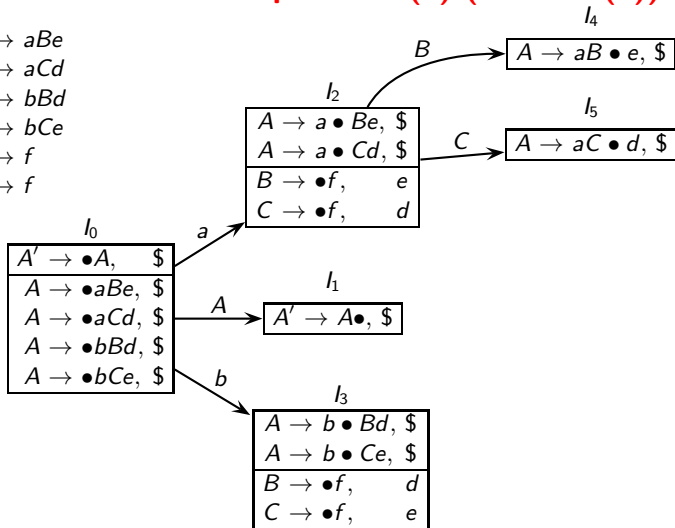 → aBe
→ aCd
→ bBd
→ bCe
→ f
→ f
I₀
A′ → •A, $
A → •aBe, $
A → •aCd, $
A → •bBd, $
A → •bCe, $
a
A
b
I₂
A → a • Be, $
A → a • Cd, $
B → •f, e
C → •f, d
I₁
A′ → A•, $
I₃
A → b • Bd, $
A → b • Ce, $
B → •f, d
C → •f, e
B
C
I₄
A → aB • e, $
I₅
A → aC • d, $